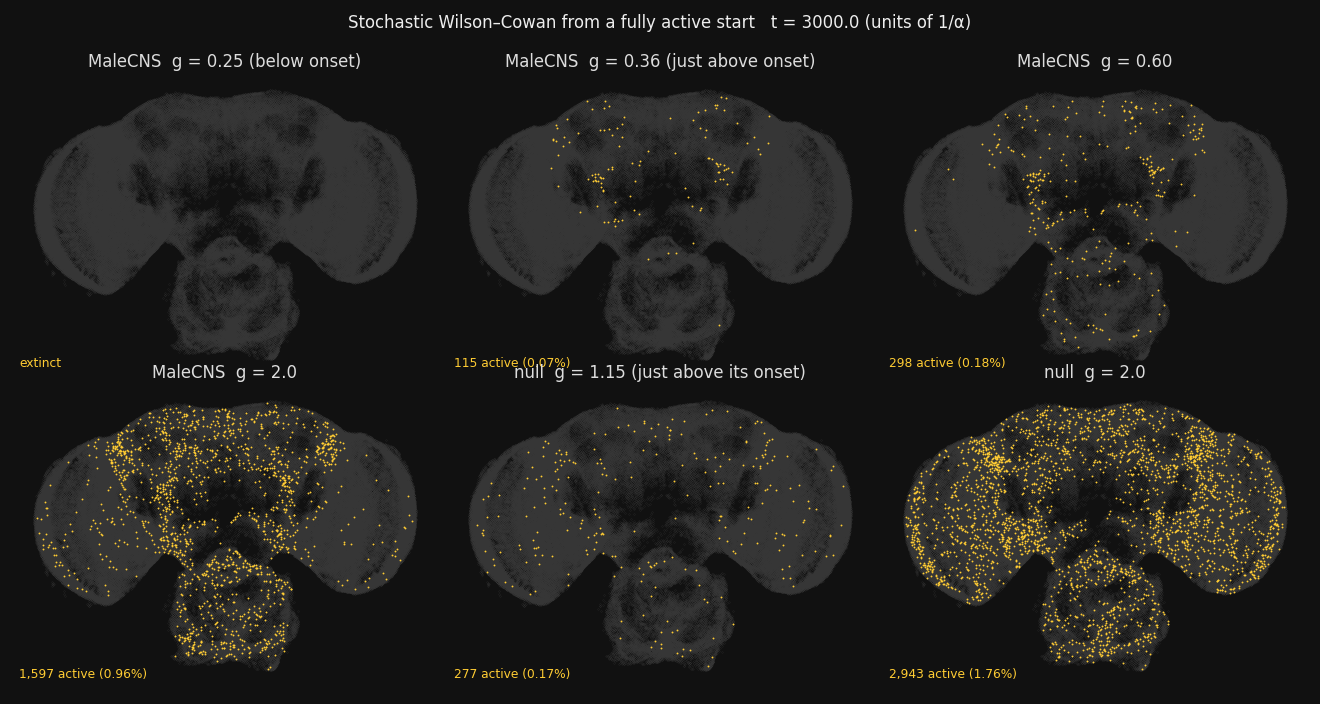 Stochastic Wilson–Cowan from a fully active start   t = 3000.0 (units of 1/α)
MaleCNS  g = 0.25 (below onset)
MaleCNS  g = 0.36 (just above onset)
MaleCNS  g = 0.60
extinct
115 active (0.07%)
298 active (0.18%)
MaleCNS  g = 2.0
null  g = 1.15 (just above its onset)
null  g = 2.0
1,597 active (0.96%)
277 active (0.17%)
2,943 active (1.76%)